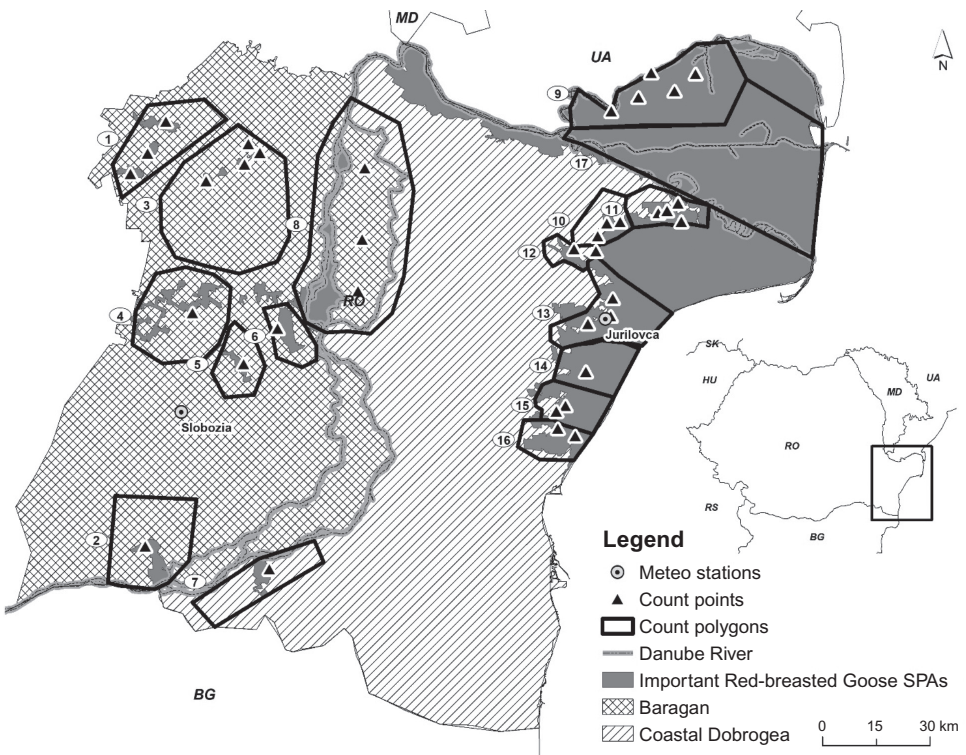 MD
UA
N
9
1
17
3
10
11
8
12
RO
13
Jurilovca
4
6
5
14
SK
HU
MD
UA
15
Slobozia
16
RO
RS
2
BG
Legend
7
Meteo stations
Count points
Count polygons
Danube River
Important Red-breasted Goose SPAs
BG
Baragan
Coastal Dobrogea
0 15 30 km